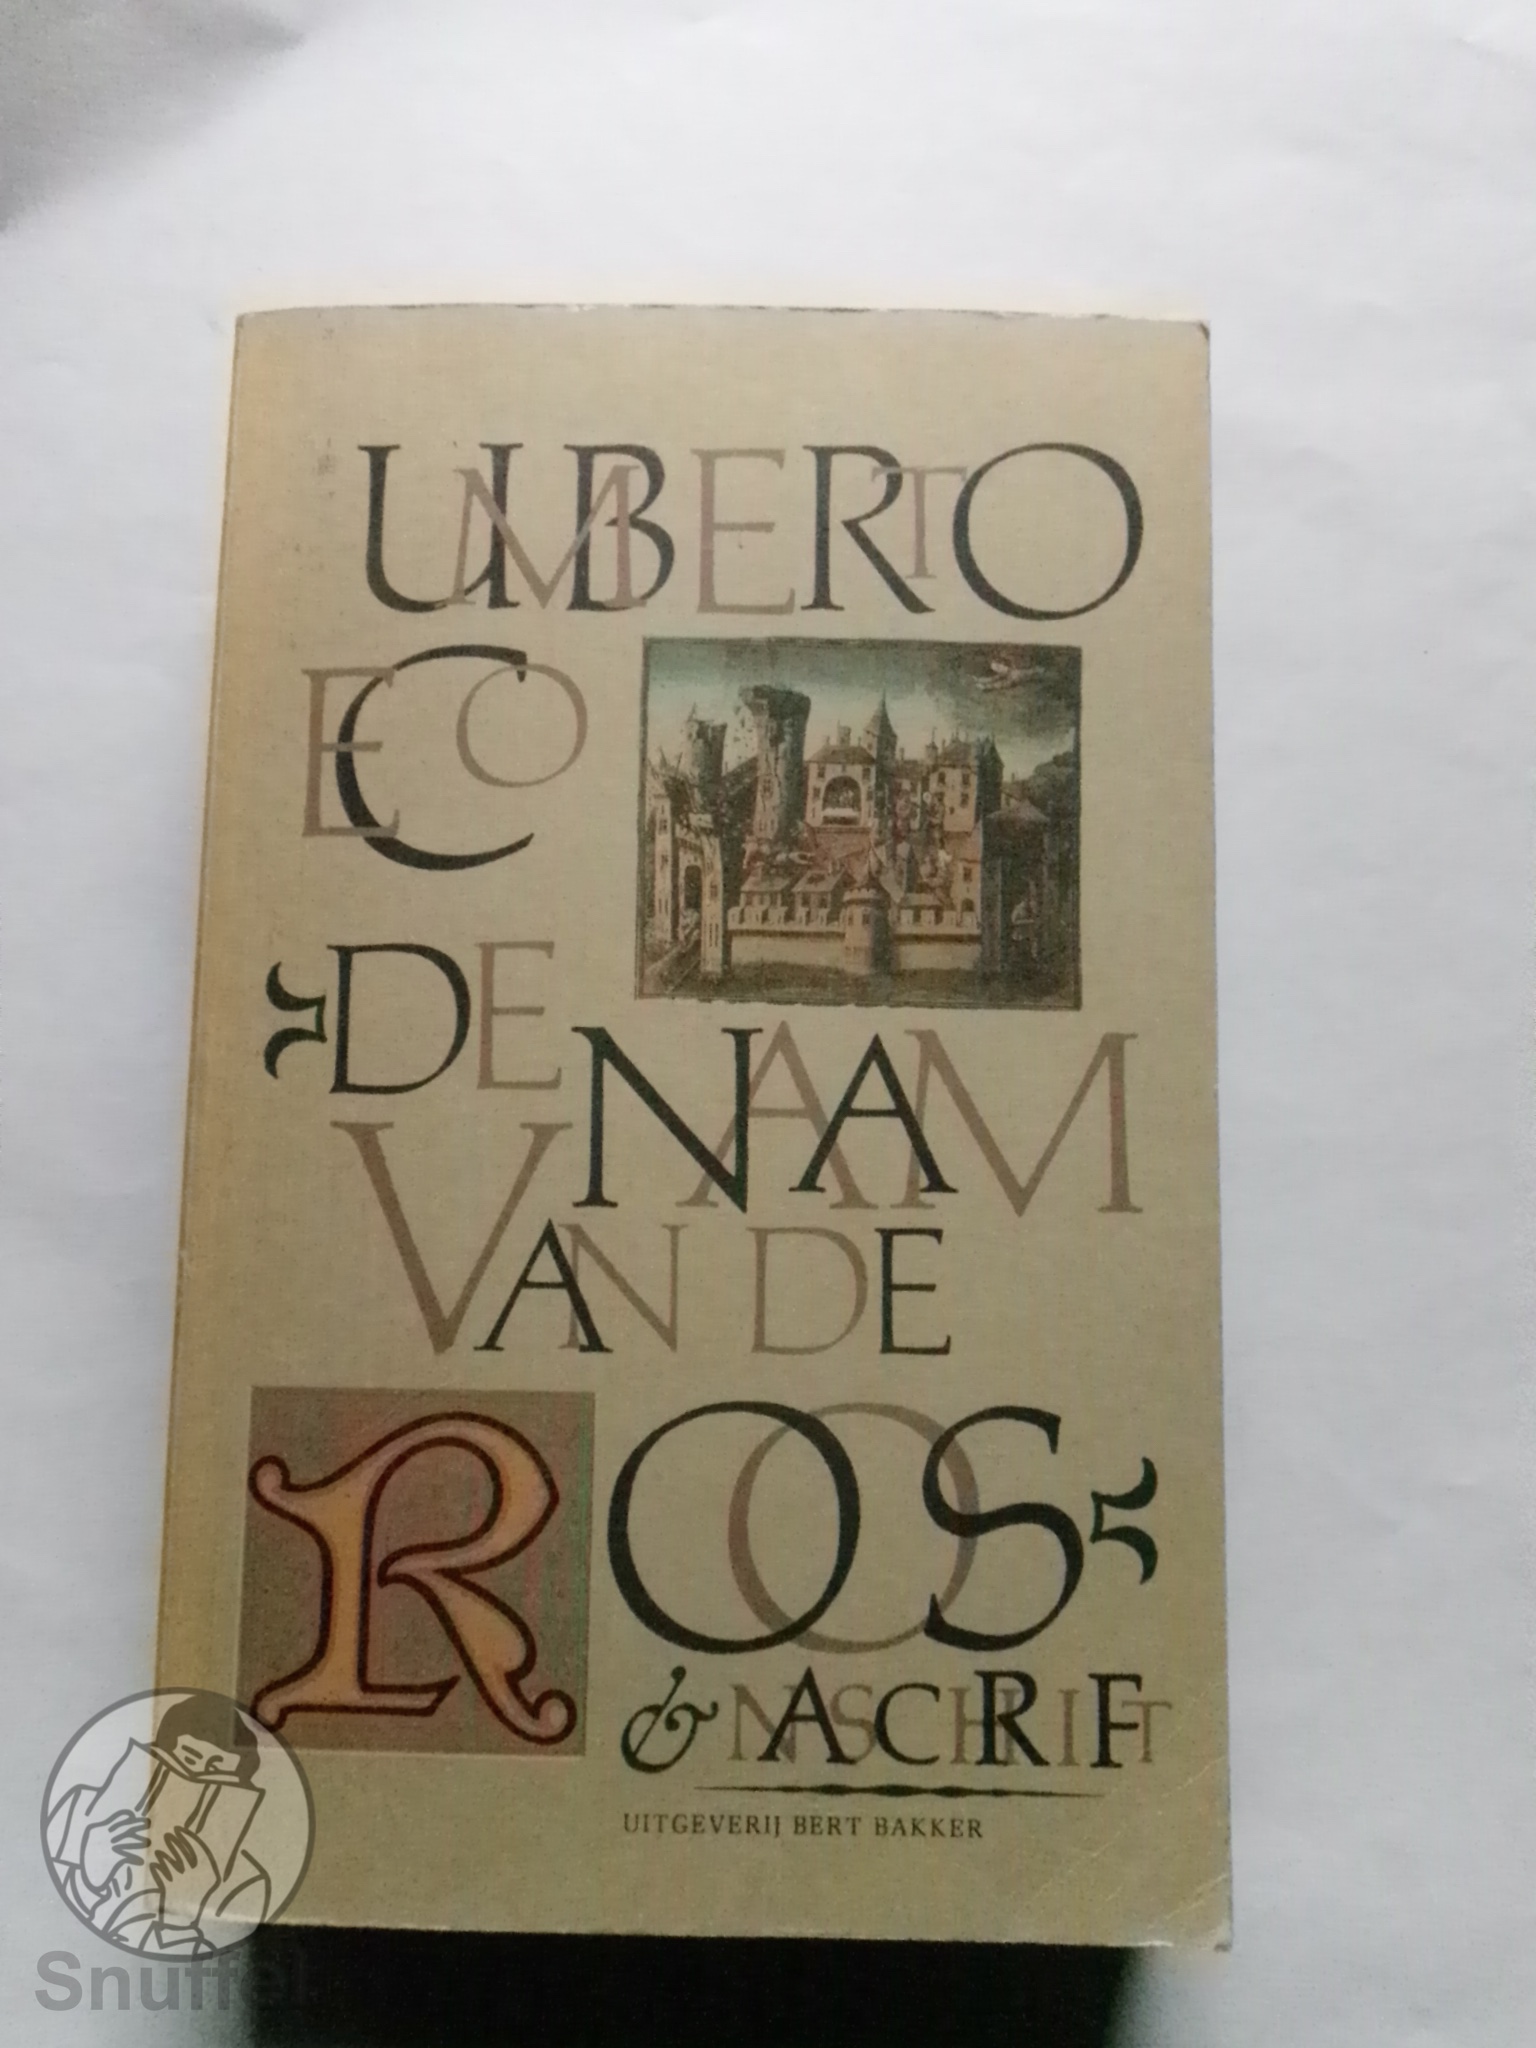 UMBERTO
ECO
DE
NAAM
VAN DE
ROOS
& NASCHRIFT
UITGEVERIJ BERT BAKKER
Snuffel